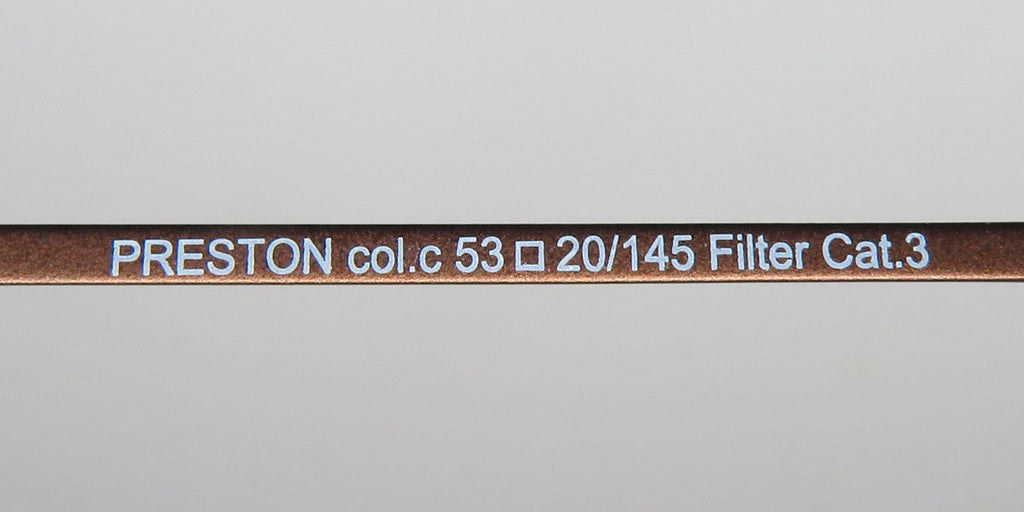 PRESTON col.c 53□20/145 Filter Cat.3